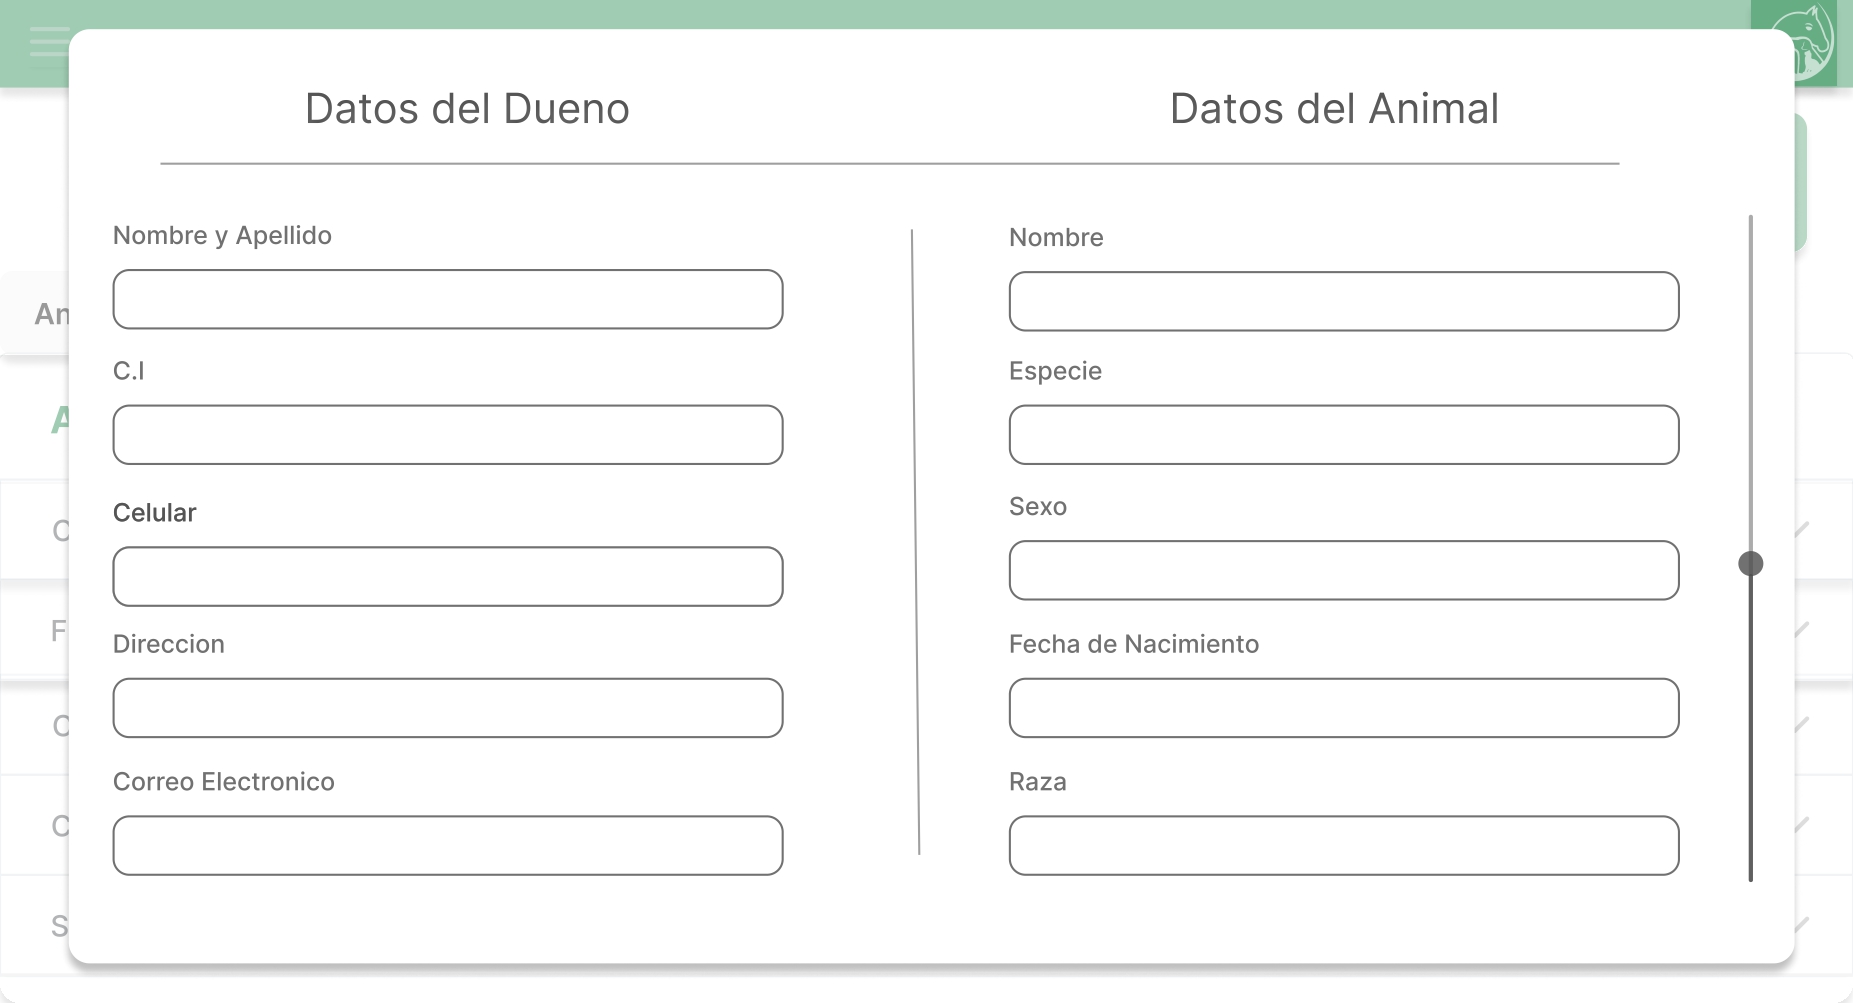 Datos del Dueno
Datos del Animal
Nombre y Apellido
C.I
Celular
Direccion
Correo Electronico
Nombre
Especie
Sexo
Fecha de Nacimiento
Raza
An
A
C
F
C
C
S